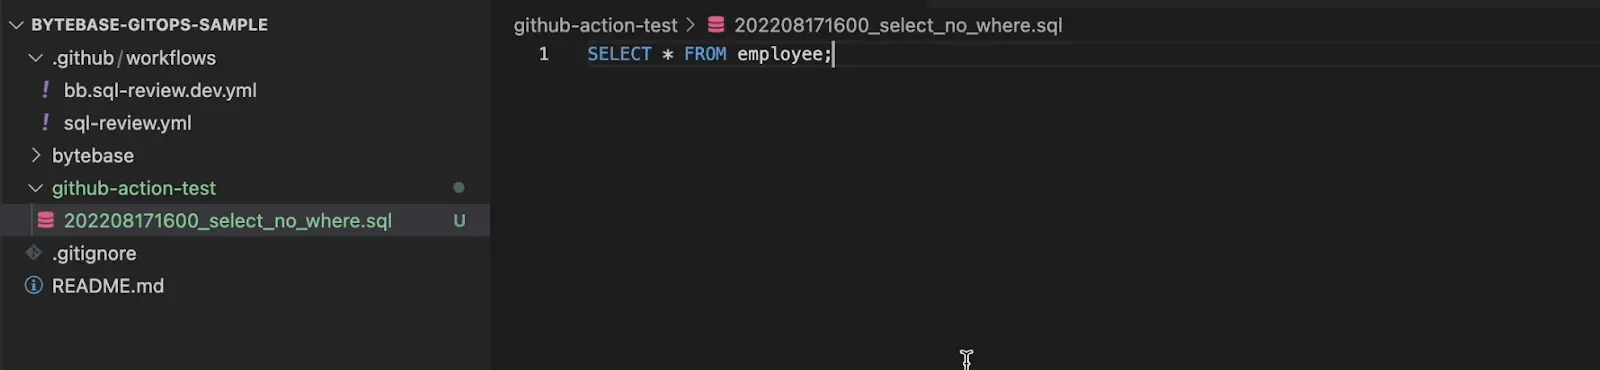 BYTEBASE-GITOPS-SAMPLE
.github/workflows
! bb.sql-review.dev.yml
! sql-review.yml
bytebase
github-action-test
202208171600_select_no_where.sql U
.gitignore
README.md
github-action-test > 202208171600_select_no_where.sql
1 SELECT * FROM employee;